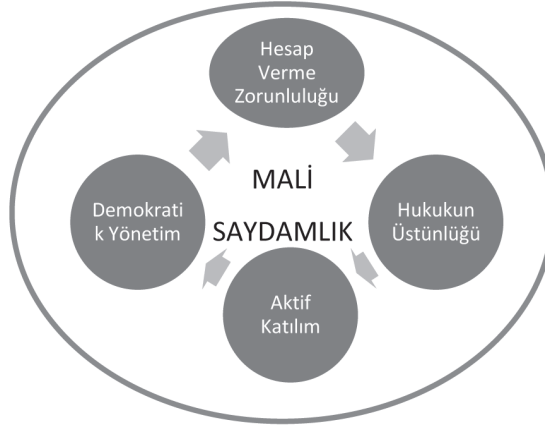 Hesap
Verme
Zorunluluğu
MALİ
SAYDAMLIK
Demokrati
k Yönetim
Hukukun
Üstünlüğü
Aktif
Katılım